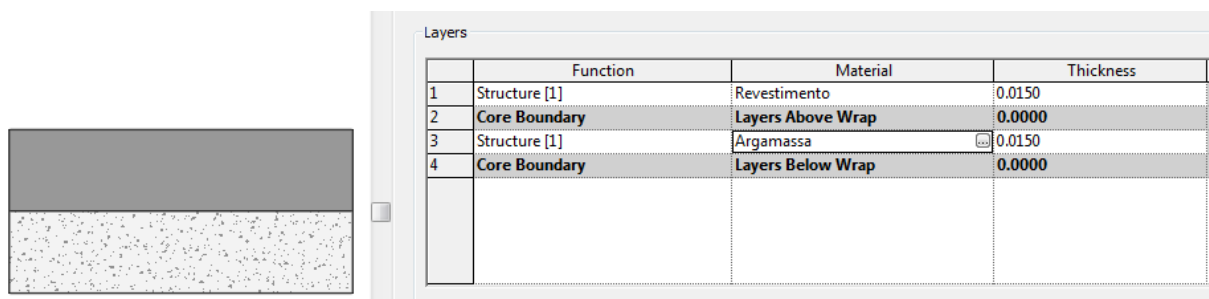 Layers
Function Material Thickness
1 Structure [1] Revestimento 0.0150
2 Core Boundary Layers Above Wrap 0.0000
3 Structure [1] Argamassa ... 0.0150
4 Core Boundary Layers Below Wrap 0.0000